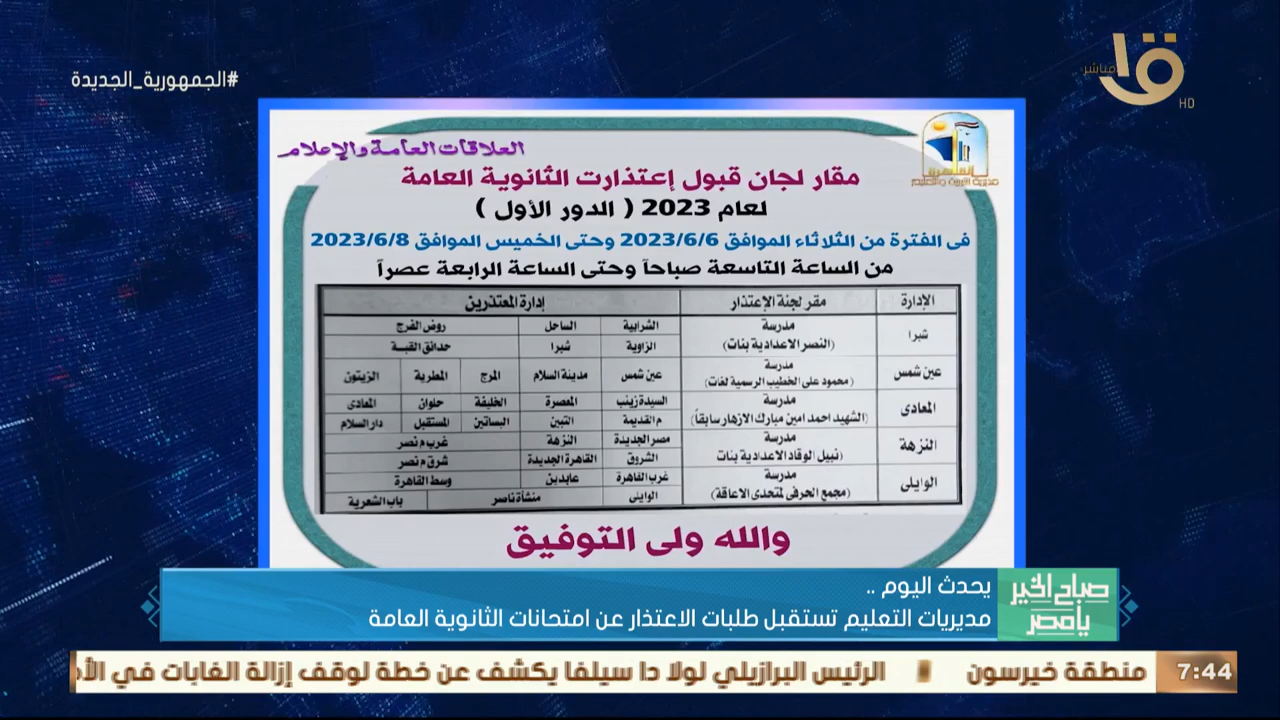 #الجمهورية_الجديدة
مباشر
HD
العلاقات العامة والإعلام
القاهرة
مديرية التربية والتعليم
مقار لجان قبول إعتذارت الثانوية العامة
لعام 2023 ( الدور الأول )
فى الفترة من الثلاثاء الموافق 2023/6/6 وحتى الخميس الموافق 2023/6/8
من الساعة التاسعة صباحاً وحتى الساعة الرابعة عصراً
الإدارة مقر لجنة الإعتذار إدارة المعتذرين
شبرا مدرسة (النصر الاعدادية بنات) الشرابية الساحل روض الفرج
الزاوية شبرا حدائق القبة
عين شمس مدرسة (محمود على الخطيب الرسمية لغات) عين شمس مدينة السلام المرج المطرية الزيتون
المعادى مدرسة (الشهيد احمد امين مبارك الازهار سابقاً) السيدة زينب المعصرة الخليفة حلوان المعادى
م القديمة التبين البساتين المستقبل دار السلام
النزهة مدرسة (نبيل الوقاد الاعدادية بنات مصر الجديدة النزهة غرب م نصر
الشروق القاهرة الجديدة شرق م نصر
الوايلى مدرسة (مجمع الحرفى لمتحدى الاعاقة) غرب القاهرة عابدين وسط القاهرة
الوايلى منشأة ناصر باب الشعرية
والله ولى التوفيق
صباح الخير يا مصر
يحدث اليوم ..
مديريات التعليم تستقبل طلبات الاعتذار عن امتحانات الثانوية العامة
7:44 منطقة خيرسون الرئيس البرازيلي لولا دا سيلفا يكشف عن خطة لوقف إزالة الغابات في